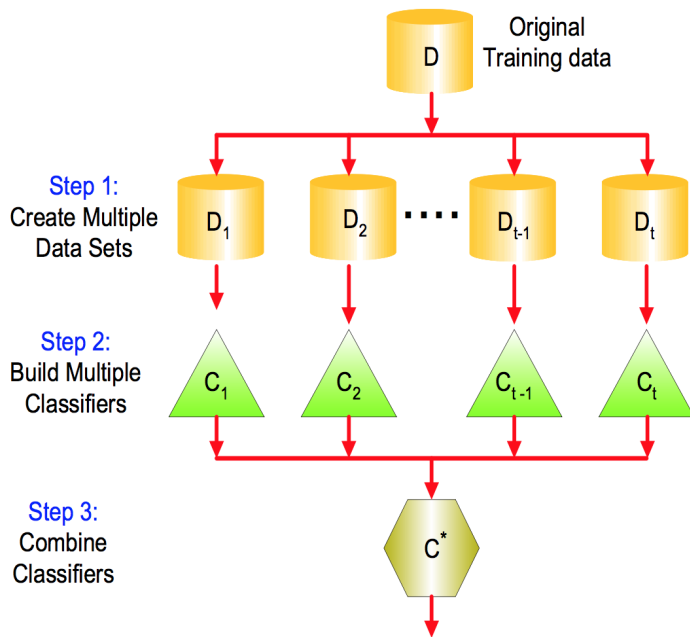 Original
Training data
D
Step 1:
Create Multiple
Data Sets
D1
D2
....
Dt-1
Dt
Step 2:
Build Multiple
Classifiers
C1
C2
Ct-1
Ct
Step 3:
Combine
Classifiers
C*